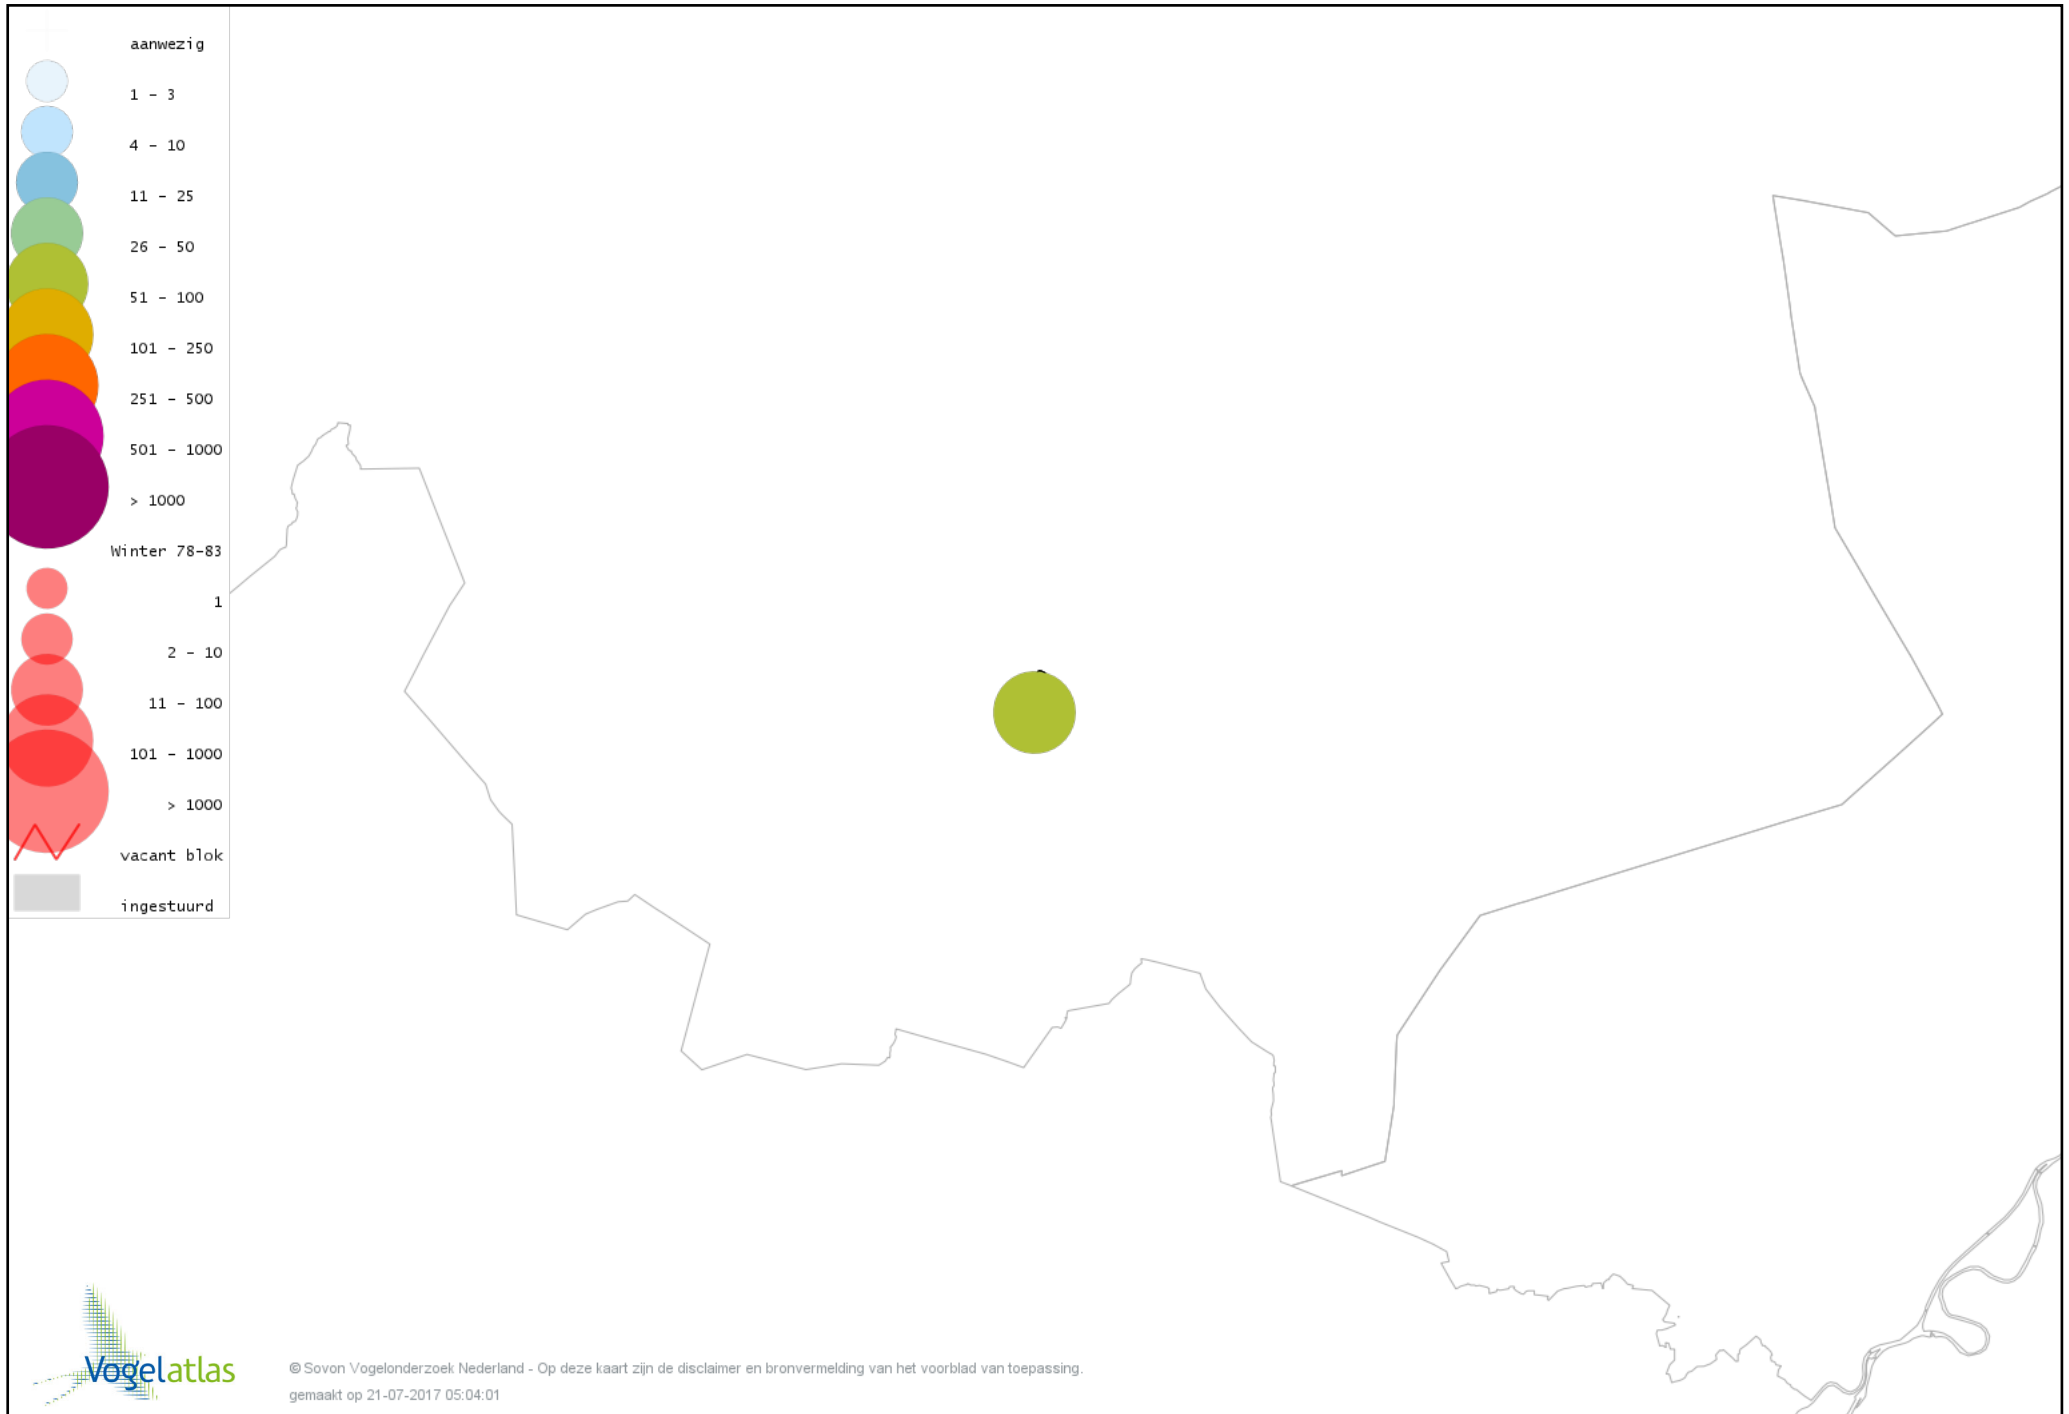 aanwezig
1 - 3
4 - 10
11 - 25
26 - 50
51 - 100
101 - 250
251 - 500
501 - 1000
> 1000
Winter 78-83
1
2 - 10
11 - 100
101 - 1000
> 1000
vacant blok
ingestuurd
Vogelatlas
© Sovon Vogelonderzoek Nederland - Op deze kaart zijn de disclaimer en bronvermelding van het voorblad van toepassing.
gemaakt op 21-07-2017 05:04:01